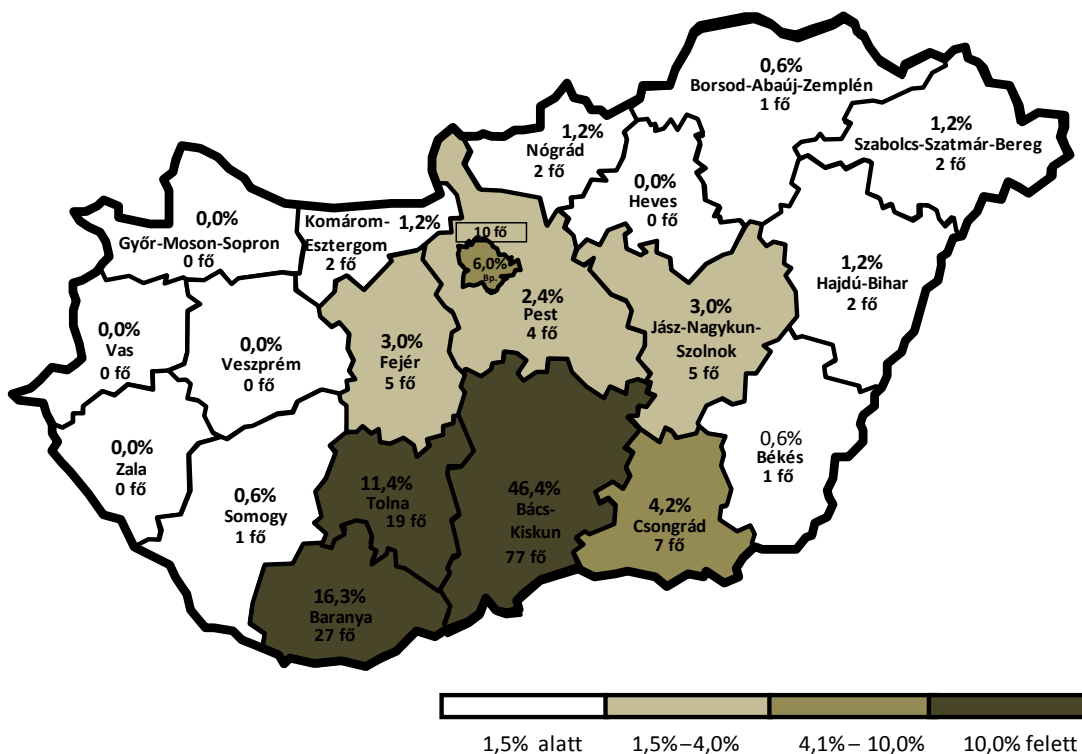 0,6%
Borsod-Abaúj-Zemplén
1 fő
1,2%
Szabolcs-Szatmár-Bereg
2 fő
1,2%
Nógrád
2 fő
0,0%
Heves
0 fő
0,0%
Győr-Moson-Sopron
0 fő
Komárom- 1,2%
Esztergom
2 fő
10 fő
6,0%
Bp.
1,2%
Hajdú-Bihar
2 fő
2,4%
Pest
4 fő
3,0%
Jász-Nagykun-
Szolnok
5 fő
0,0%
Vas
0 fő
0,0%
Veszprém
0 fő
3,0%
Fejér
5 fő
0,0%
Zala
0 fő
0,6%
Somogy
1 fő
11,4%
Tolna
19 fő
46,4%
Bács-
Kiskun
77 fő
4,2%
Csongrád
7 fő
0,6%
Békés
1 fő
16,3%
Baranya
27 fő
1,5% alatt
1,5%–4,0%
4,1% – 10,0%
10,0% felett